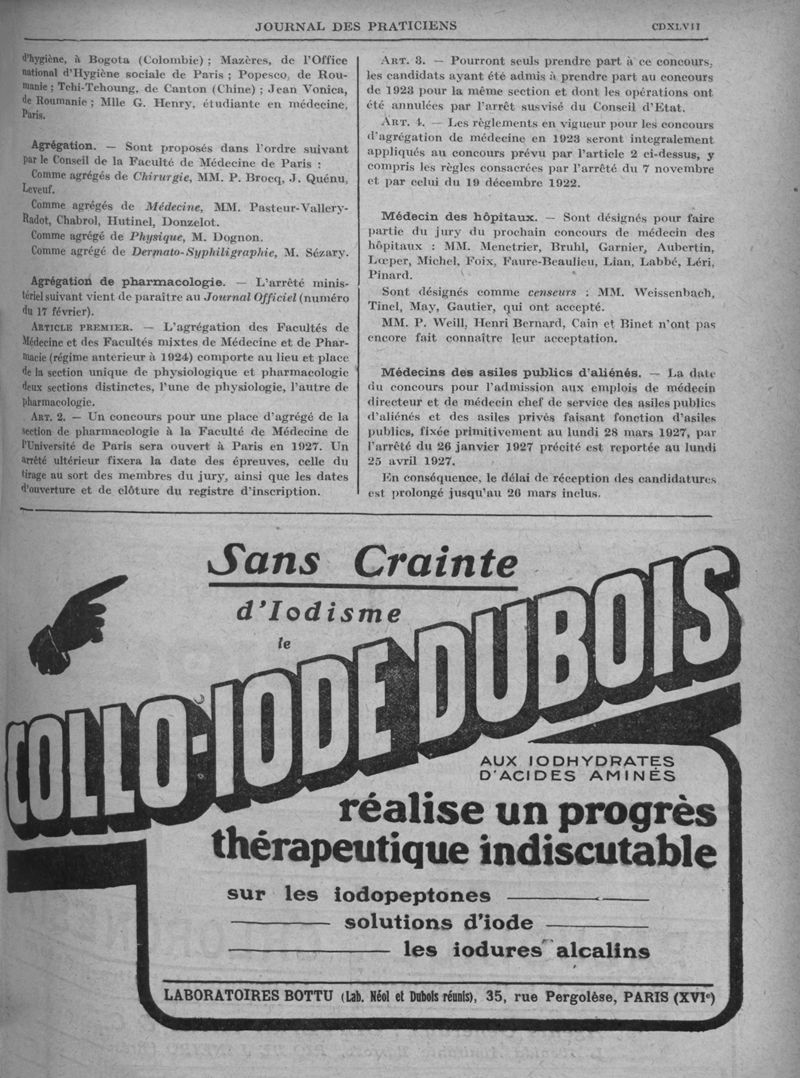 JOURNAL DES PRATICIENS
CDXLVII
d'hygiène, à Bogota (Colombie) ; Mazères, de l'Office
national d'Hygiène sociale de Paris ; Popesco, de Rou-
manie ; Tchi-Tchoung, de Canton (Chine) ; Jean Vonica,
de Roumanie ; Mlle G. Henry, étudiante en médecine,
Paris.
Agrégation. — Sont proposés dans l'ordre suivant
par le Conseil de la Faculté de Médecine de Paris :
Comme agrégés de Chirurgie, MM. P. Brocq, J. Quénu,
Leveuf.
Comme agrégés de Médecine, MM. Pasteur-Vallery-
Radot, Chabrol, Hutinel, Donzelot.
Comme agrégé de Physique, M. Dognon.
Comme agrégé de Dermato-Syphiligraphie, M. Sézary.
Agrégation de pharmacologie. — L'arrêté minis-
tériel suivant vient de paraître au Journal Officiel (numéro
du 17 février).
ARTICLE PREMIER. — L'agrégation des Facultés de
Médecine et des Facultés mixtes de Médecine et de Phar-
macie (régime antérieur à 1924) comporte au lieu et place
de la section unique de physiologique et pharmacologie
deux sections distinctes, l'une de physiologie, l'autre de
pharmacologie.
ART. 2. — Un concours pour une place d'agrégé de la
section de pharmacologie à la Faculté de Médecine de
l'Université de Paris sera ouvert à Paris en 1927. Un
arrêté ultérieur fixera la date des épreuves, celle du
tirage au sort des membres du jury, ainsi que les dates
d'ouverture et de clôture du registre d'inscription.
ART. 3. — Pourront seuls prendre part à ce concours,
les candidats ayant été admis à prendre part au concours
de 1923 pour la même section et dont les opérations ont
été annulées par l'arrêt susvisé du Conseil d'Etat.
ART. 4. — Les règlements en vigueur pour les concours
d'agrégation de médecine en 1923 seront integralement
appliqués au concours prévu par l'article 2 ci-dessus, y
compris les règles consacrées par l'arrêté du 7 novembre
et par celui du 19 décembre 1922.
Médecin des hôpitaux. — Sont désignés pour faire
partie du jury du prochain concours de médecin des
hôpitaux : MM. Menetrier, Bruhl, Garnier, Aubertin,
Lœper, Michel, Foix, Faure-Beaulieu, Lian, Labbé, Léri,
Pinard.
Sont désignés comme censeurs : MM. Weissenbach,
Tinel, May, Gautier, qui ont accepté.
MM. P. Weill, Henri Bernard, Cain et Binet n'ont pas
encore fait connaître leur acceptation.
Médecins des asiles publics d'aliénés. — La date
du concours pour l'admission aux emplois de médecin
directeur et de médecin chef de service des asiles publics
d'aliénés et des asiles privés faisant fonction d'asiles
publics, fixée primitivement au lundi 28 mars 1927, par
l'arrêté du 26 janvier 1927 précité est reportée au lundi
25 avril 1927.
En conséquence, le délai de réception des candidatures
est prolongé jusqu'au 26 mars inclus.
Sans Crainte
d'Iodisme
le
COLLO-IODE DUBOIS
AUX IODHYDRATES
D'ACIDES AMINÉS
réalise un progrès
thérapeutique indiscutable
sur les iodopeptones
solutions d'iode
les iodures alcalins
LABORATOIRES BOTTU (Lab. Néol et Dubois réunis), 35, rue Pergolèse, PARIS (XVIe)